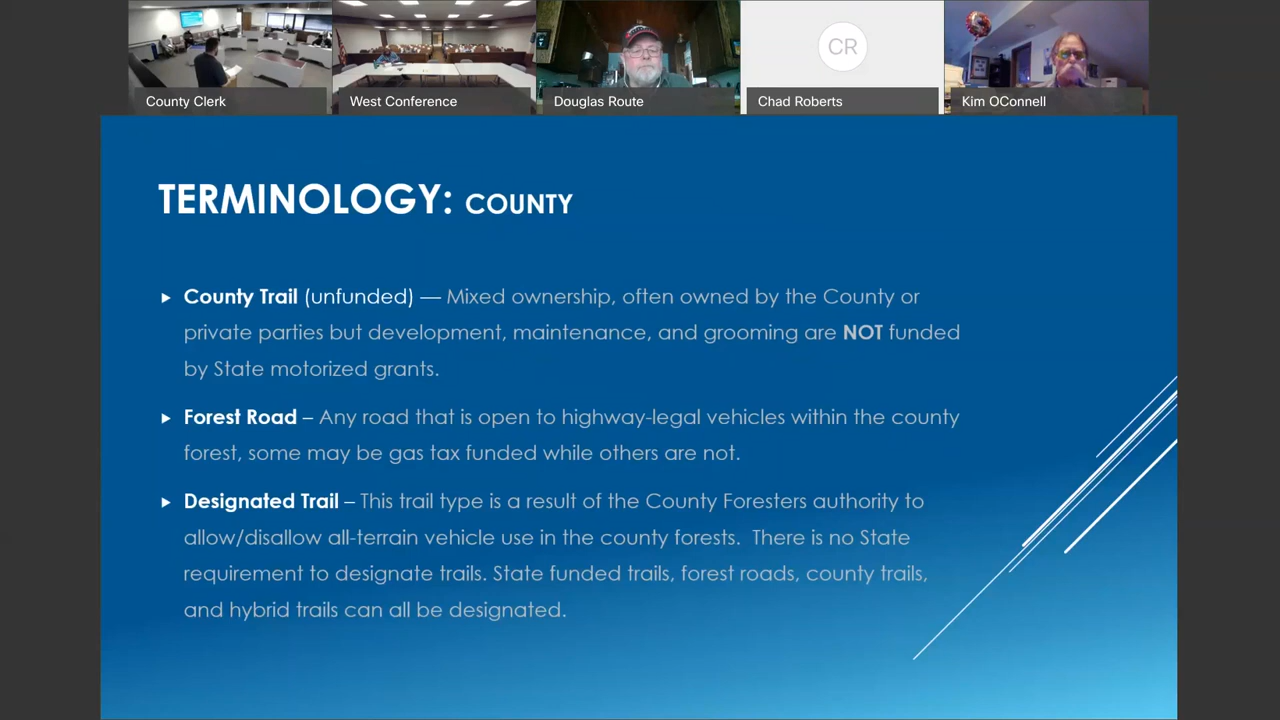 County Clerk
West Conference
Douglas Route
CR
Chad Roberts
Kim OConnell
TERMINOLOGY: COUNTY
County Trail (unfunded) — Mixed ownership, often owned by the County or
private parties but development, maintenance, and grooming are NOT funded
by State motorized grants.
Forest Road – Any road that is open to highway-legal vehicles within the county
forest, some may be gas tax funded while others are not.
Designated Trail – This trail type is a result of the County Foresters authority to
allow/disallow all-terrain vehicle use in the county forests.  There is no State
requirement to designate trails. State funded trails, forest roads, county trails,
and hybrid trails can all be designated.